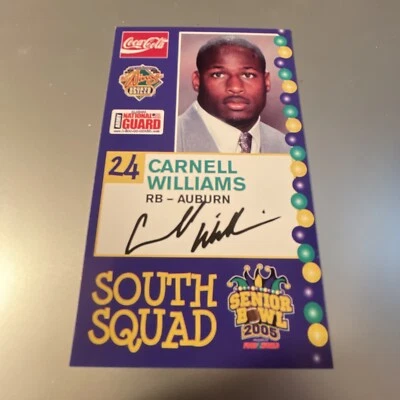 Coca-Cola
NATIONAL
GUARD
24
CARNELL
WILLIAMS
RB – AUBURN
SOUTH
SQUAD
SENIOR
BOWL
2005